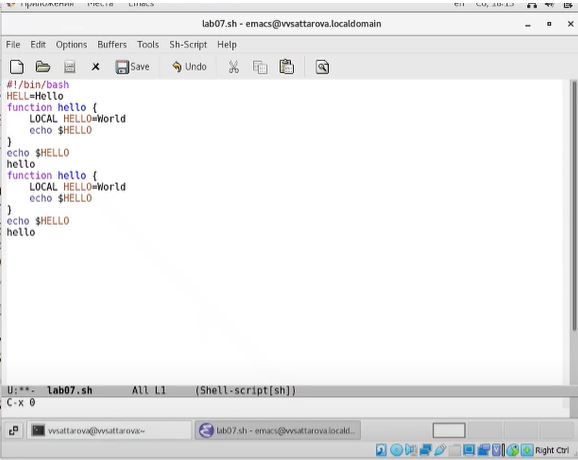 Места Emacs
en Сб, 18:15
lab07.sh - emacs@vvsattarova.localdomain
File Edit Options Buffers Tools Sh-Script Help
Save Undo
#!/bin/bash
HELL=Hello
function hello {
LOCAL HELLO=World
echo $HELLO
}
echo $HELLO
hello
function hello {
LOCAL HELLO=World
echo $HELLO
}
echo $HELLO
hello
U:**- lab07.sh All L1 (Shell-script[sh])
C-x 0
vvsattarova@vvsattarova:~ lab07.sh - emacs@vvsattarova.locald...
Right Ctrl